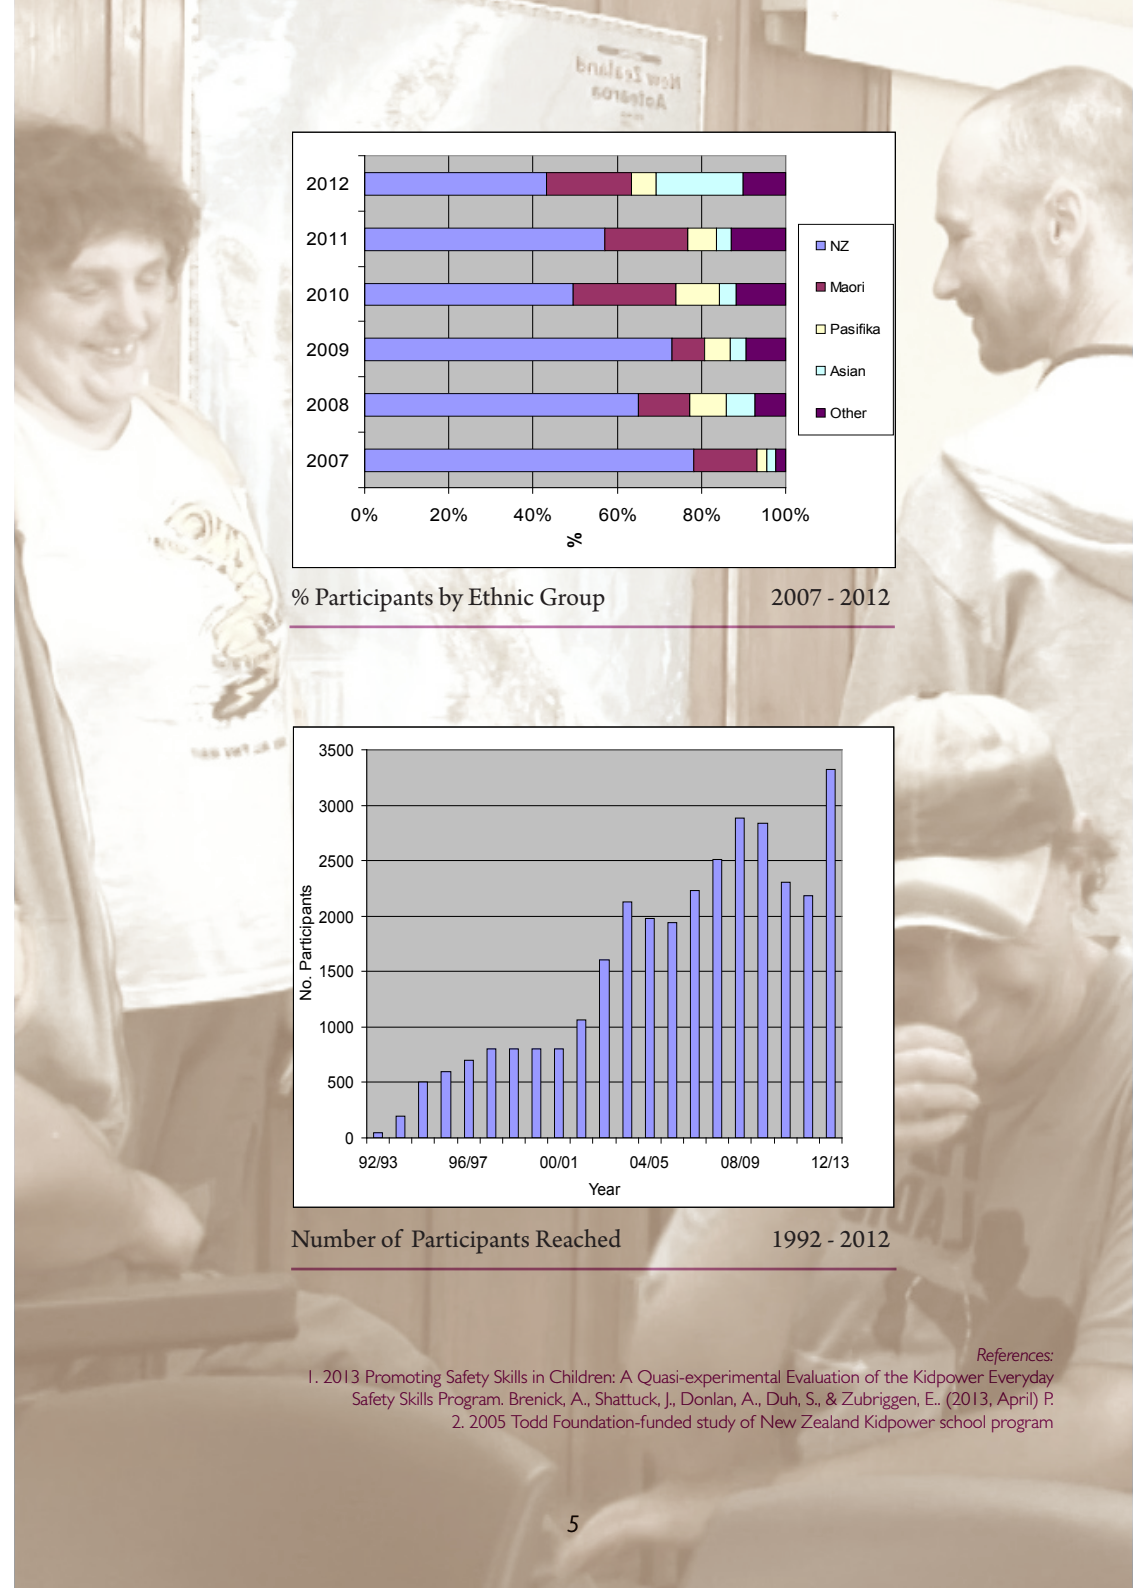 New Zealand
Aotearoa
2012
2011
2010
2009
2008
2007
0%
20%
40%
60%
80%
100%
%
NZ
Maori
Pasifika
Asian
Other
% Participants by Ethnic Group 2007 - 2012
3500
3000
2500
2000
1500
1000
500
0
No. Participants
92/93
96/97
00/01
04/05
08/09
12/13
Year
Number of Participants Reached 1992 - 2012
References:
1. 2013 Promoting Safety Skills in Children: A Quasi-experimental Evaluation of the Kidpower Everyday
Safety Skills Program. Brenick, A., Shattuck, J., Donlan, A., Duh, S., & Zubriggen, E.. (2013, April) P.
2. 2005 Todd Foundation-funded study of New Zealand Kidpower school program
5